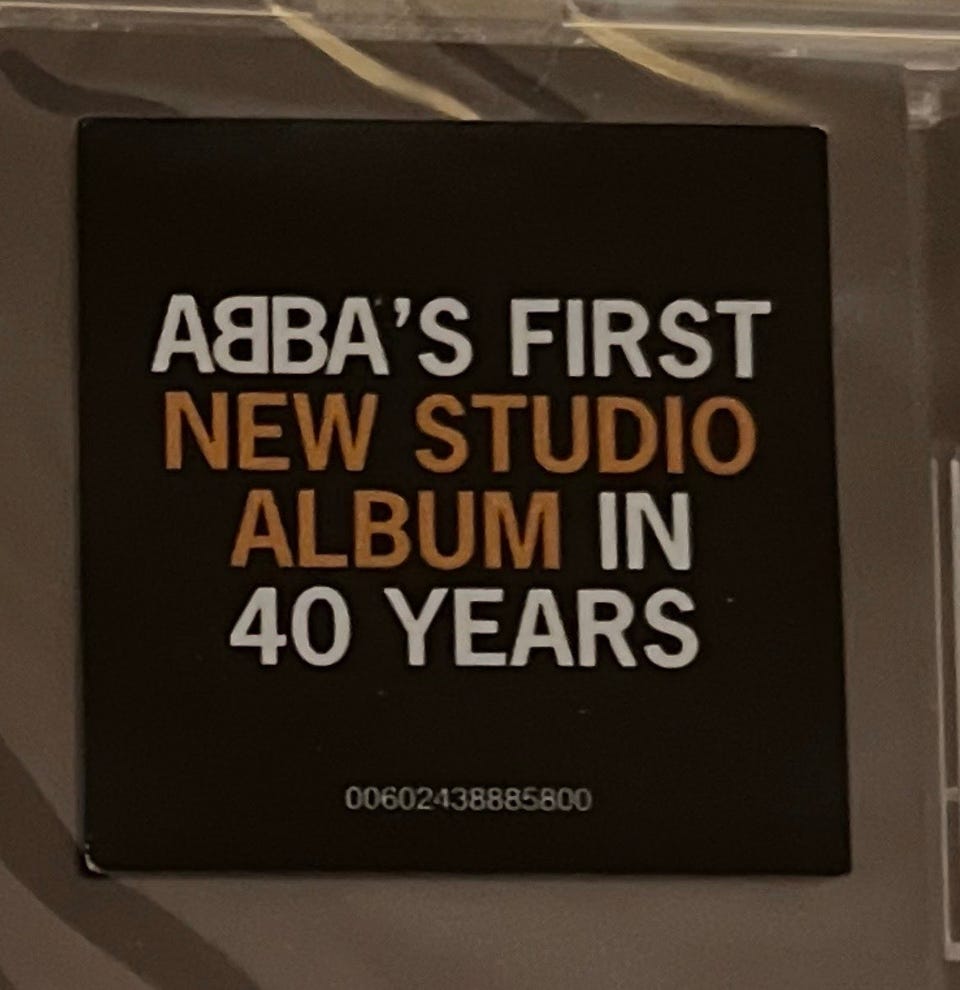 ABBA'S FIRST
NEW STUDIO
ALBUM IN
40 YEARS
00602438885800